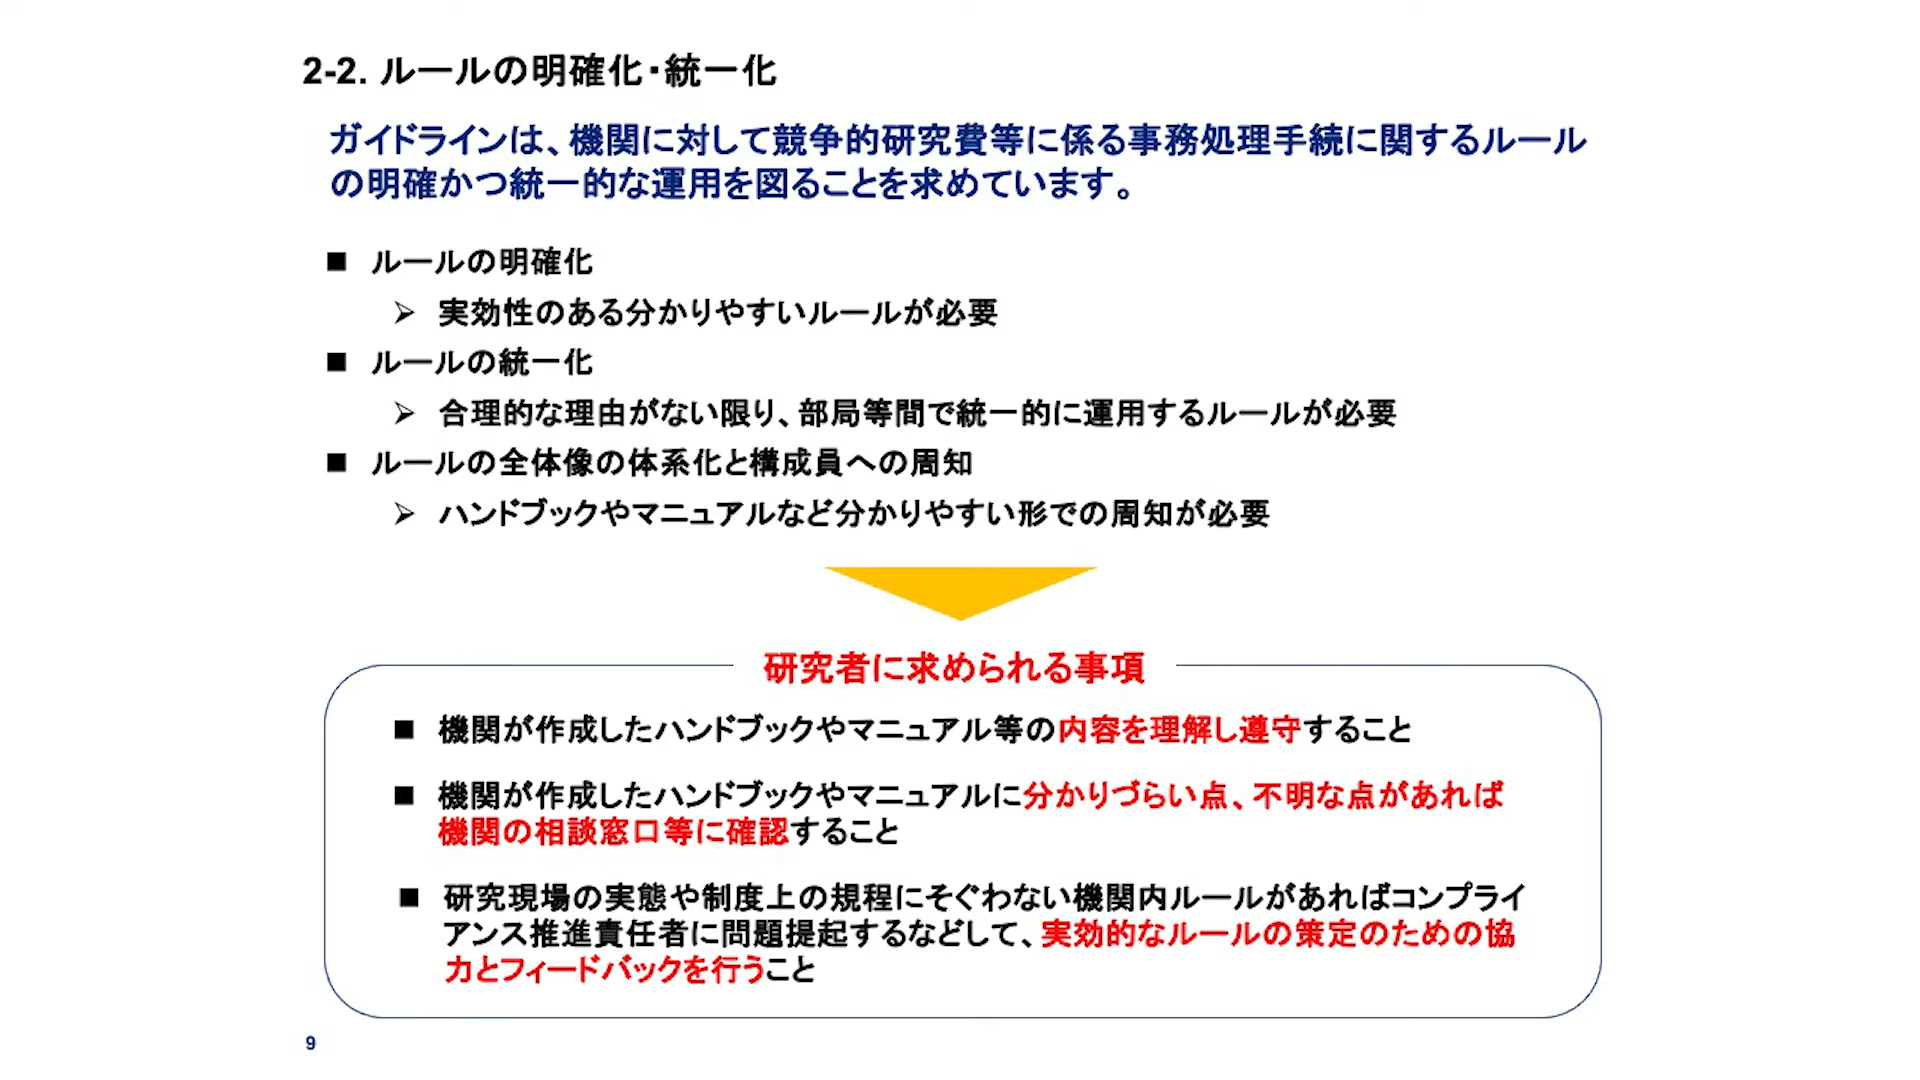 2-2. ルールの明確化・統一化
ガイドラインは、機関に対して競争的研究費等に係る事務処理手続に関するルール
の明確かつ統一的な運用を図ることを求めています。
■ ルールの明確化
➢ 実効性のある分かりやすいルールが必要
■ ルールの統一化
➢ 合理的な理由がない限り、部局等間で統一的に運用するルールが必要
■ ルールの全体像の体系化と構成員への周知
➢ ハンドブックやマニュアルなど分かりやすい形での周知が必要
研究者に求められる事項
■ 機関が作成したハンドブックやマニュアル等の内容を理解し遵守すること
■ 機関が作成したハンドブックやマニュアルに分かりづらい点、不明な点があれば
機関の相談窓口等に確認すること
■ 研究現場の実態や制度上の規程にそぐわない機関内ルールがあればコンプライ
アンス推進責任者に問題提起するなどして、実効的なルールの策定のための協
力とフィードバックを行うこと
9